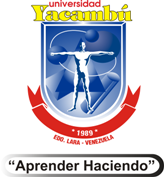 universidad
Yacambú
* 1989 *
EDO. LARA - VENEZUELA
“Aprender Haciendo”